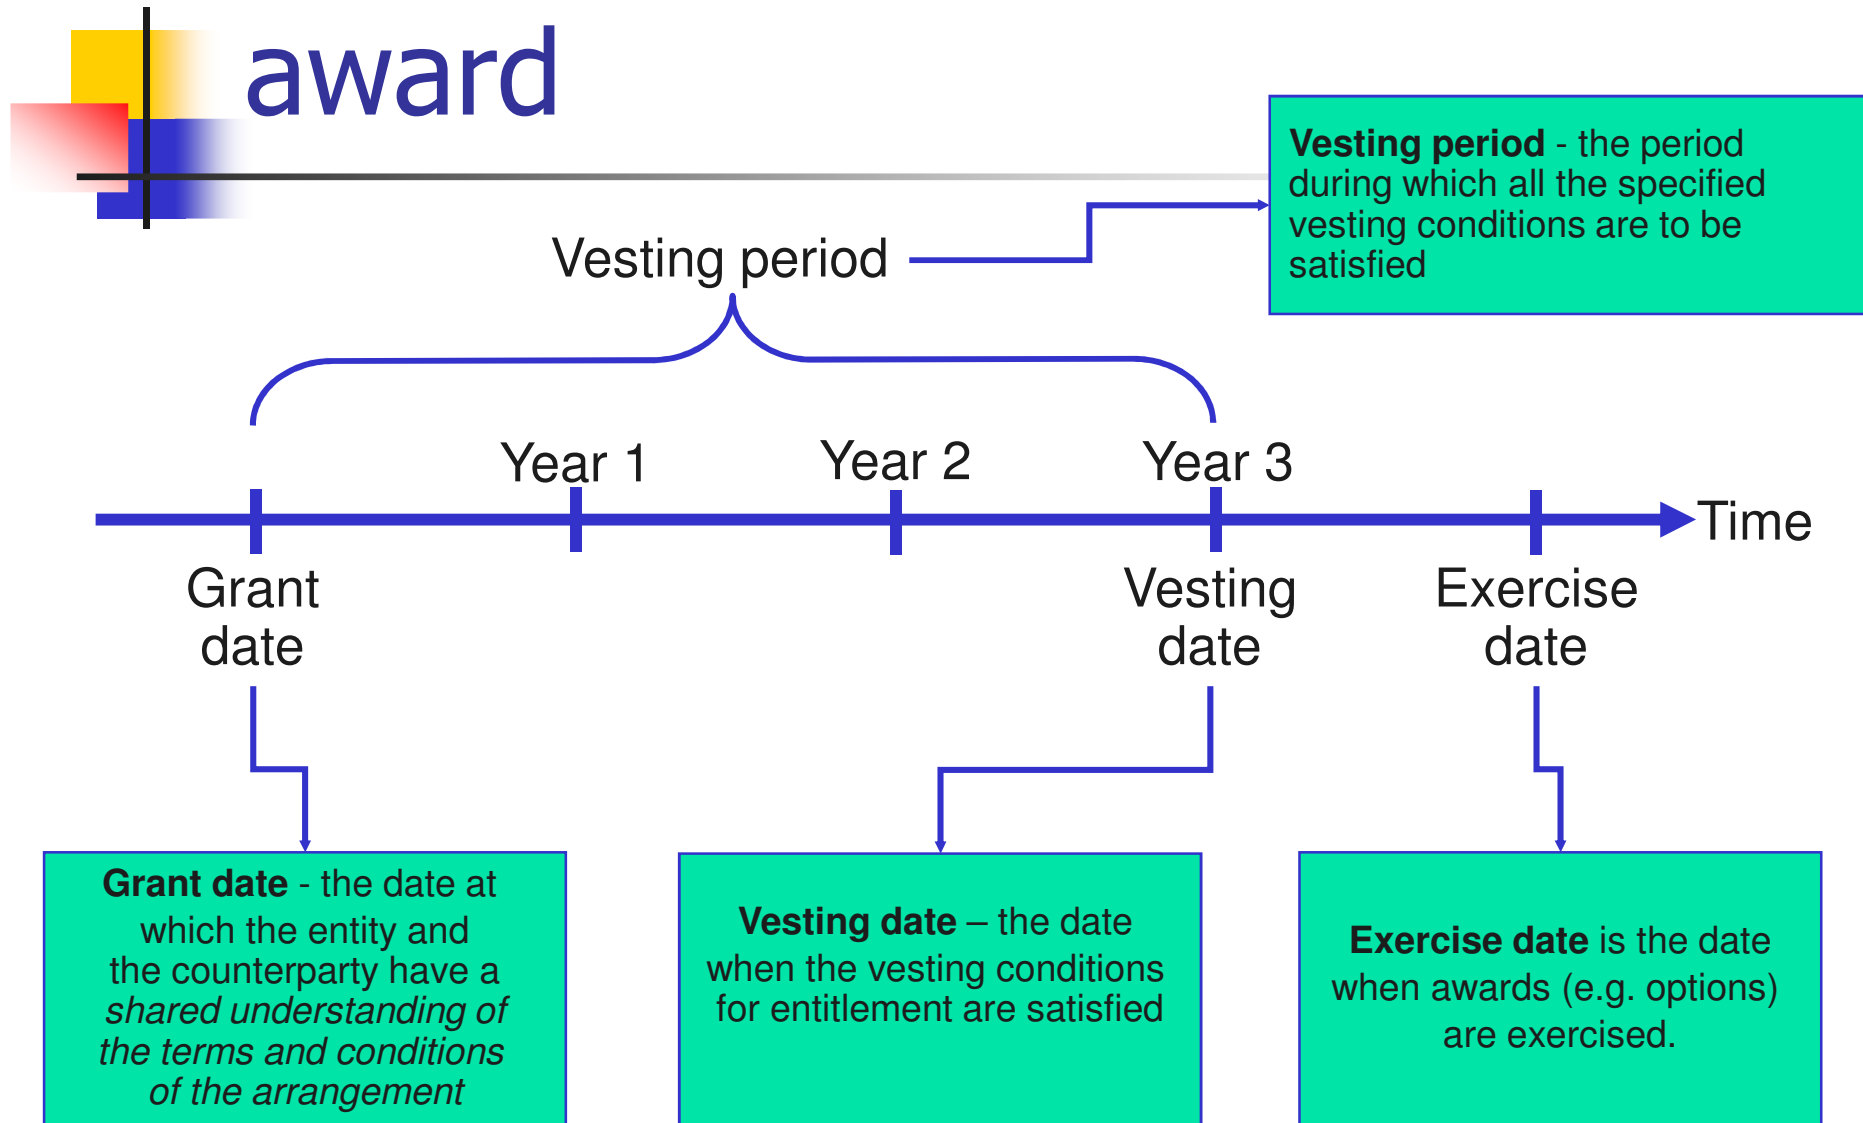 award
Vesting period - the period
during which all the specified
vesting conditions are to be
satisfied
Vesting period
Year 1
Year 2
Year 3
Time
Grant
date
Vesting
date
Exercise
date
Grant date - the date at
which the entity and
the counterparty have a
shared understanding of
the terms and conditions
of the arrangement
Vesting date – the date
when the vesting conditions
for entitlement are satisfied
Exercise date is the date
when awards (e.g. options)
are exercised.